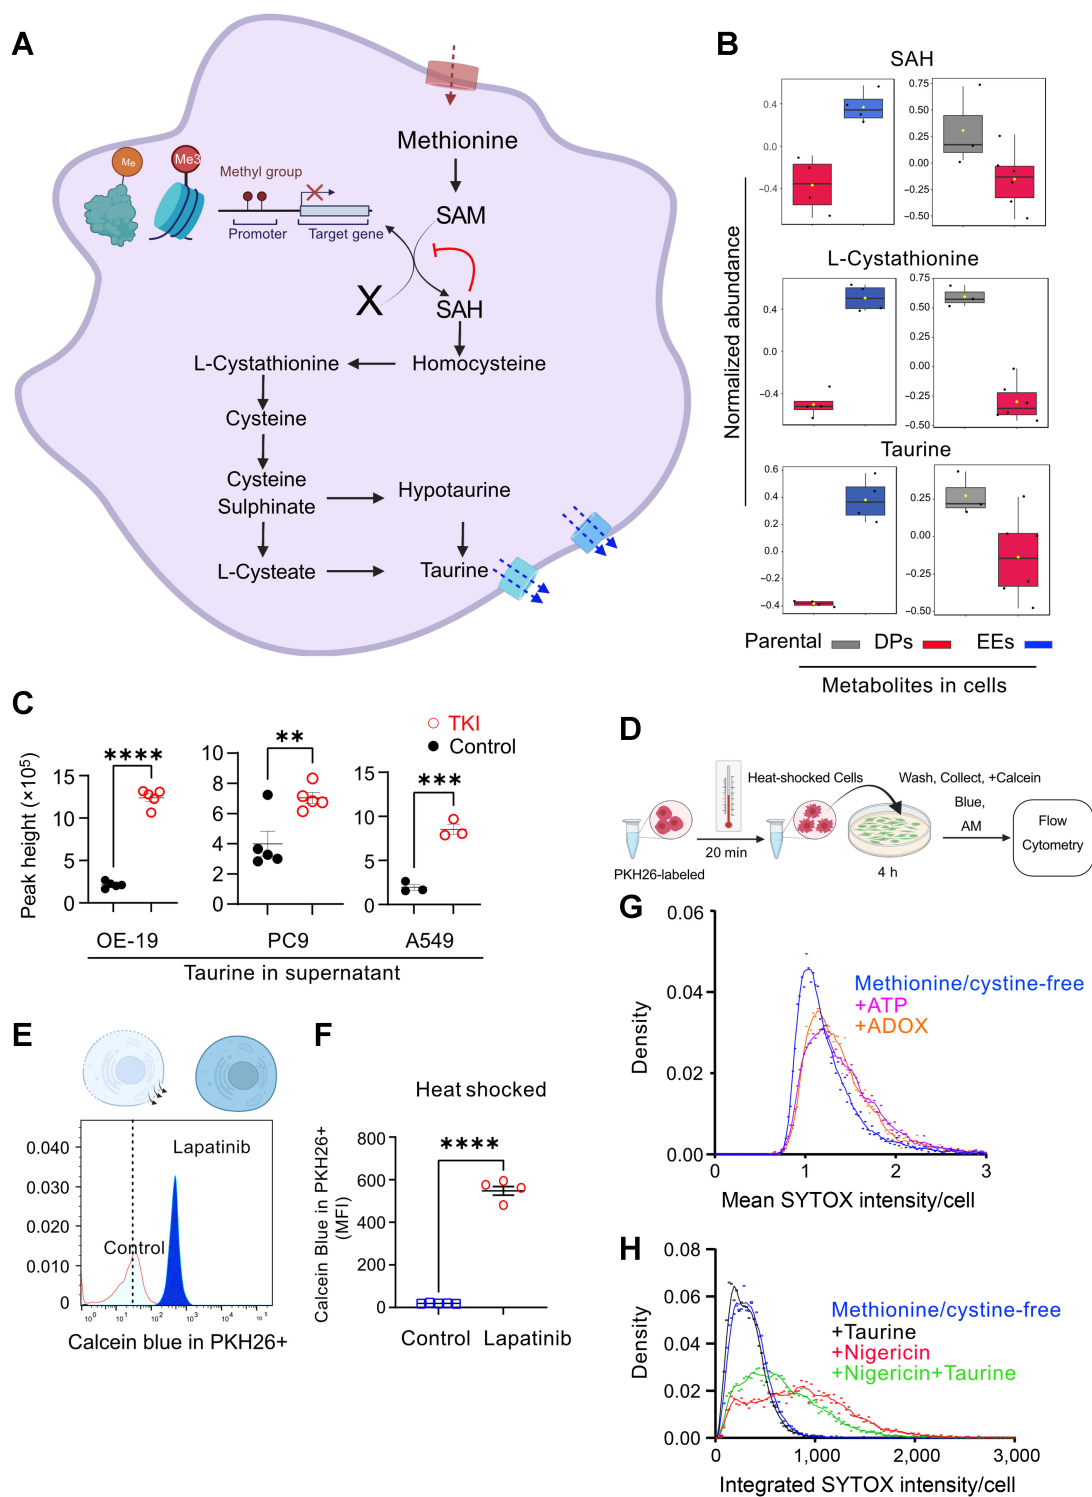 A
Methionine
Me
Me3
Methyl group
SAM
Promoter
Target gene
X
SAH
L-Cystathionine
Homocysteine
Cysteine
Cysteine
Sulphinate
Hypotaurine
L-Cysteate
Taurine
B
SAH
0.4
0.0
−0.4
0.75
0.50
0.25
0.00
−0.25
−0.50
L-Cystathionine
0.4
0.0
−0.4
0.75
0.50
0.25
0.00
−0.25
−0.50
Taurine
0.6
0.4
0.2
0.0
−0.2
−0.4
0.25
0.00
−0.25
−0.50
Normalized abundance
Parental
DPs
EEs
Metabolites in cells
C
TKI
Control
Peak height (×10⁵)
****
15
10
5
0
OE-19
**
10
8
6
4
2
0
PC9
***
15
10
5
0
A549
Taurine in supernatant
D
Heat-shocked Cells
Wash, Collect, +Calcein
Blue,
AM
20 min
PKH26-labeled
4 h
Flow
Cytometry
E
0.040
0.030
0.020
0.010
0
Lapatinib
Control
10⁰ 10¹ 10² 10³ 10⁴ 10⁵
Calcein blue in PKH26+
F
Heat shocked
****
800
600
400
200
0
Calcein Blue in PKH26+
(MFI)
Control Lapatinib
G
0.06
0.04
0.02
0.00
Density
Methionine/cystine-free
+ATP
+ADOX
0 1 2 3
Mean SYTOX intensity/cell
H
0.08
0.06
0.04
0.02
0.00
Density
Methionine/cystine-free
+Taurine
+Nigericin
+Nigericin+Taurine
0 1,000 2,000 3,000
Integrated SYTOX intensity/cell